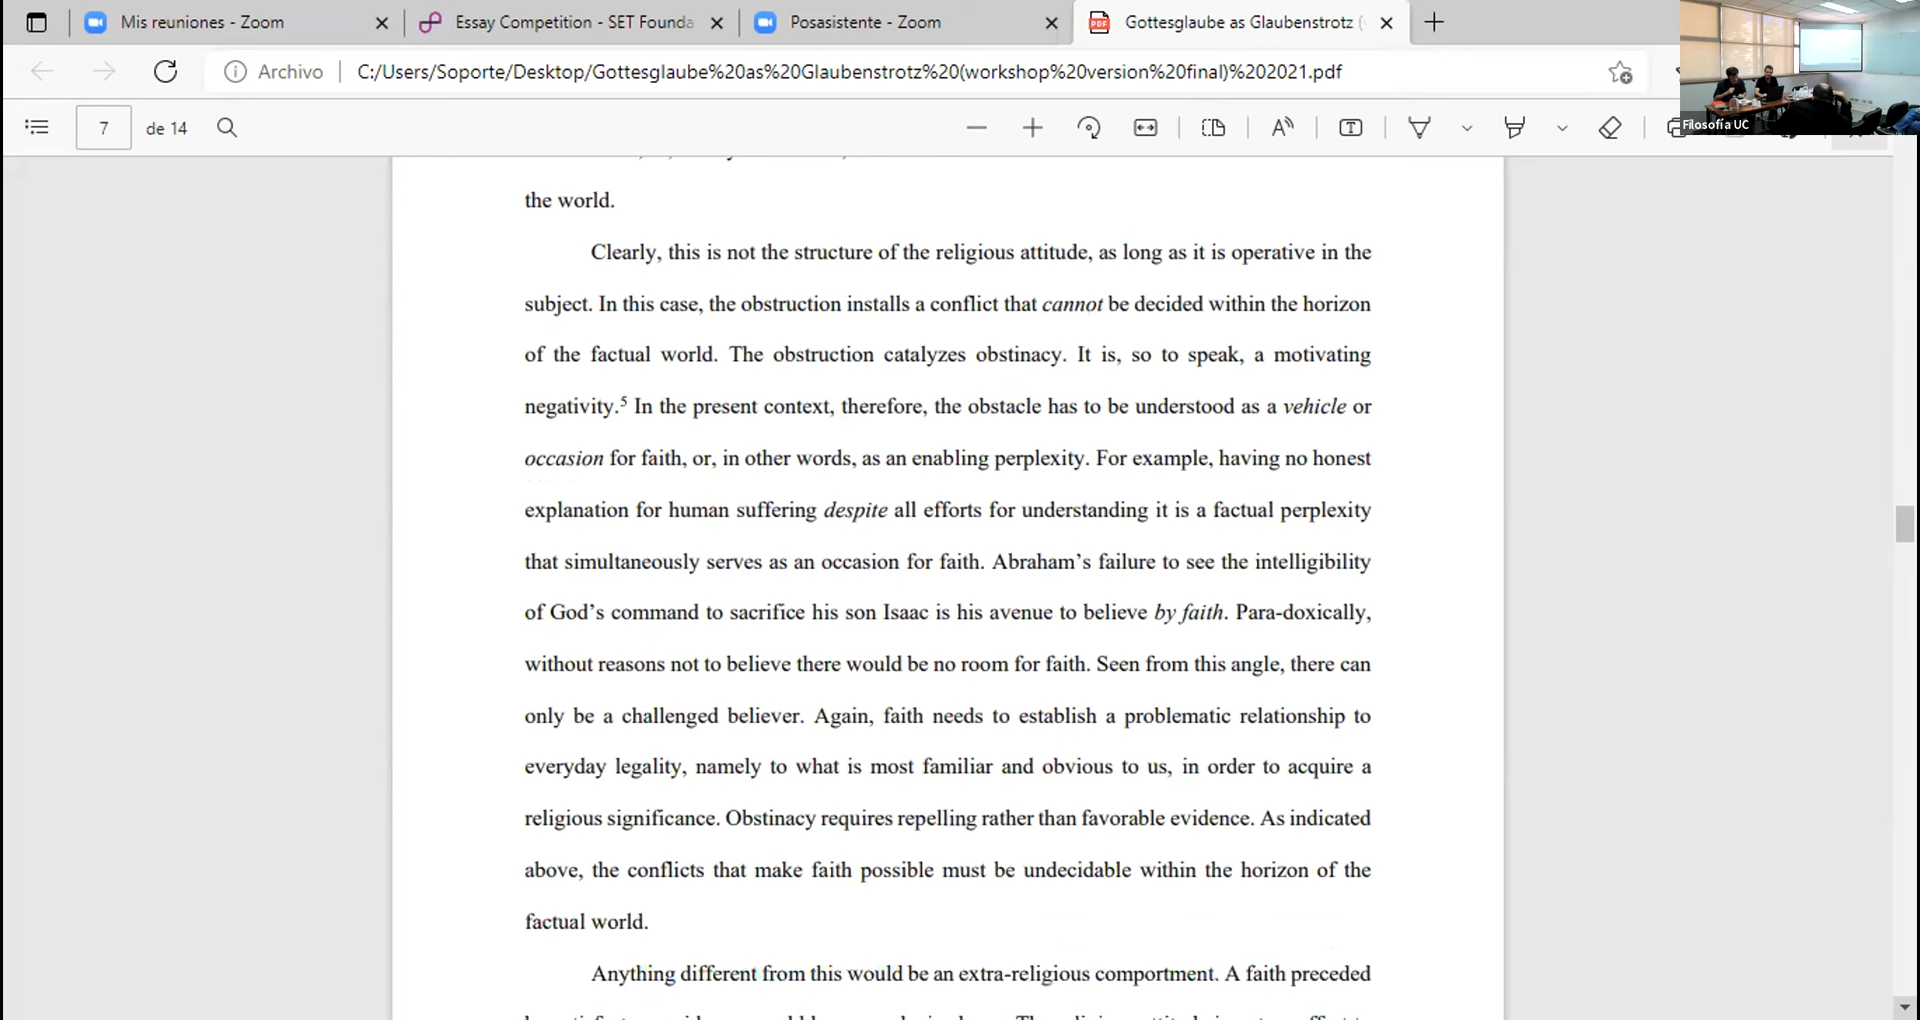 Mis reuniones - Zoom
Essay Competition - SET Founda
Posasistente - Zoom
PDF
Gottesglaube as Glaubenstrotz (
Archivo
C:/Users/Soporte/Desktop/Gottesglaube%20as%20Glaubenstrotz%20(workshop%20version%20final)%202021.pdf
Filosofía UC
7 de 14
the world.
Clearly, this is not the structure of the religious attitude, as long as it is operative in the
subject. In this case, the obstruction installs a conflict that cannot be decided within the horizon
of the factual world. The obstruction catalyzes obstinacy. It is, so to speak, a motivating
negativity.⁵ In the present context, therefore, the obstacle has to be understood as a vehicle or
occasion for faith, or, in other words, as an enabling perplexity. For example, having no honest
explanation for human suffering despite all efforts for understanding it is a factual perplexity
that simultaneously serves as an occasion for faith. Abraham’s failure to see the intelligibility
of God’s command to sacrifice his son Isaac is his avenue to believe by faith. Para-doxically,
without reasons not to believe there would be no room for faith. Seen from this angle, there can
only be a challenged believer. Again, faith needs to establish a problematic relationship to
everyday legality, namely to what is most familiar and obvious to us, in order to acquire a
religious significance. Obstinacy requires repelling rather than favorable evidence. As indicated
above, the conflicts that make faith possible must be undecidable within the horizon of the
factual world.
Anything different from this would be an extra-religious comportment. A faith preceded